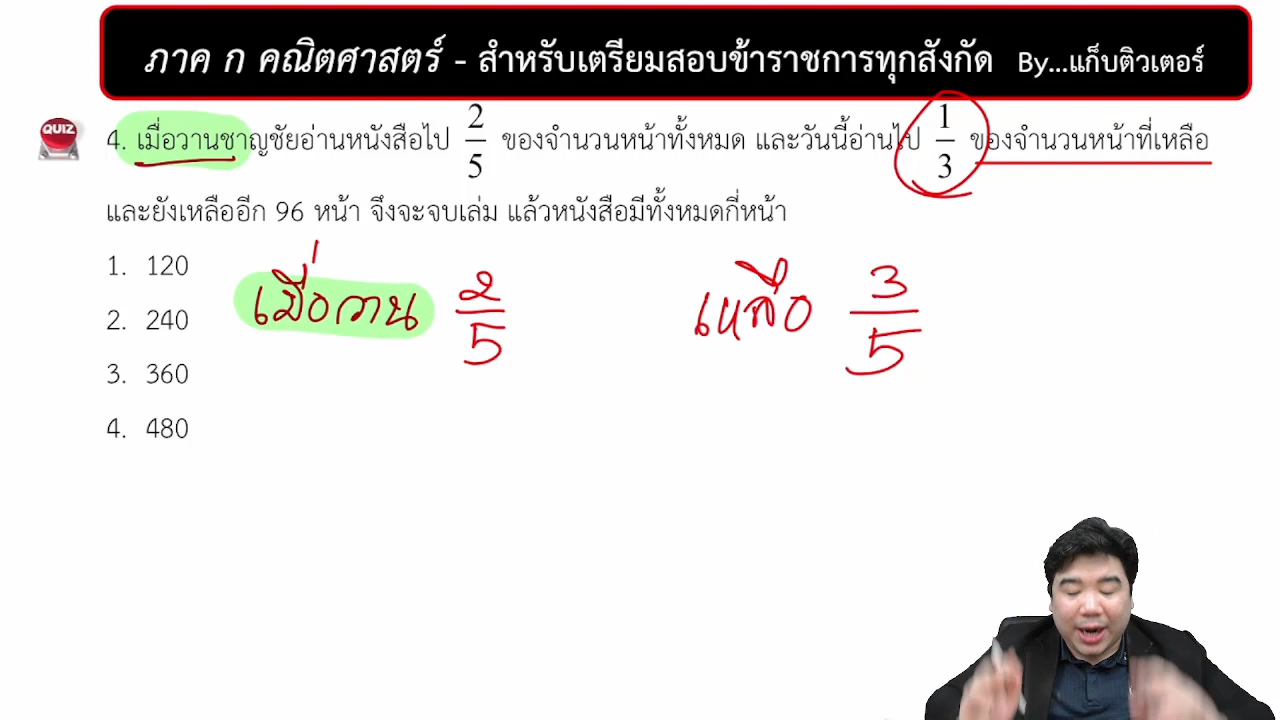 ภาค ก คณิตศาสตร์ - สำหรับเตรียมสอบข้าราชการทุกสังกัด By...แก็บติวเตอร์
QUIZ
4. เมื่อวานชาญชัยอ่านหนังสือไป 2/5 ของจำนวนหน้าทั้งหมด และวันนี้อ่านไป 1/3 ของจำนวนหน้าที่เหลือ
และยังเหลืออีก 96 หน้า จึงจะจบเล่ม แล้วหนังสือมีทั้งหมดกี่หน้า
1. 120
2. 240
3. 360
4. 480
เมื่อวาน 2/5 เหลือ 3/5